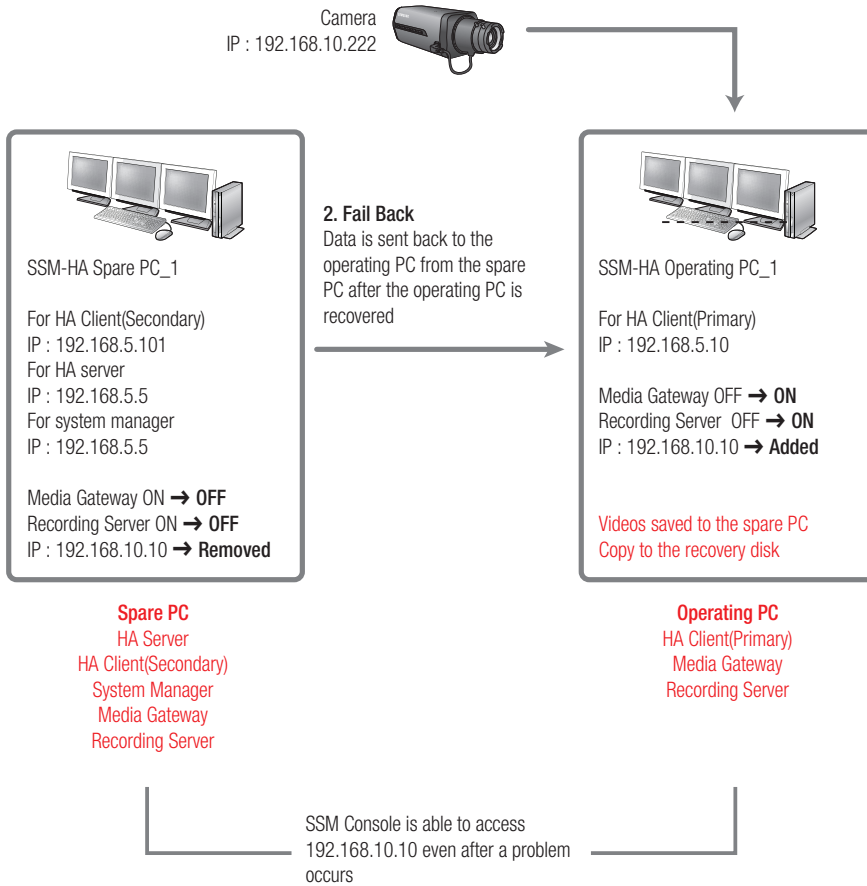 Camera
IP : 192.168.10.222
SSM-HA Spare PC_1
For HA Client(Secondary)
IP : 192.168.5.101
For HA server
IP : 192.168.5.5
For system manager
IP : 192.168.5.5
Media Gateway ON ➔ OFF
Recording Server ON ➔ OFF
IP : 192.168.10.10 ➔ Removed
2. Fail Back
Data is sent back to the
operating PC from the spare
PC after the operating PC is
recovered
SSM-HA Operating PC_1
For HA Client(Primary)
IP : 192.168.5.10
Media Gateway OFF ➔ ON
Recording Server OFF ➔ ON
IP : 192.168.10.10 ➔ Added
Videos saved to the spare PC
Copy to the recovery disk
Spare PC
HA Server
HA Client(Secondary)
System Manager
Media Gateway
Recording Server
Operating PC
HA Client(Primary)
Media Gateway
Recording Server
SSM Console is able to access
192.168.10.10 even after a problem
occurs